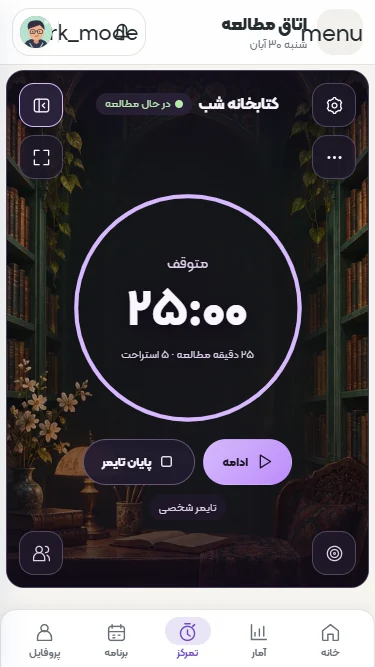 menu
اتاق مطالعه
شنبه ۳۰ آبان
rk_mode
کتابخانه شب
در حال مطالعه
متوقف
۲۵:۰۰
۲۵ دقیقه مطالعه · ۵ استراحت
ادامه
پایان تایمر
تایمر شخصی
خانه
آمار
تمرکز
برنامه
پروفایل